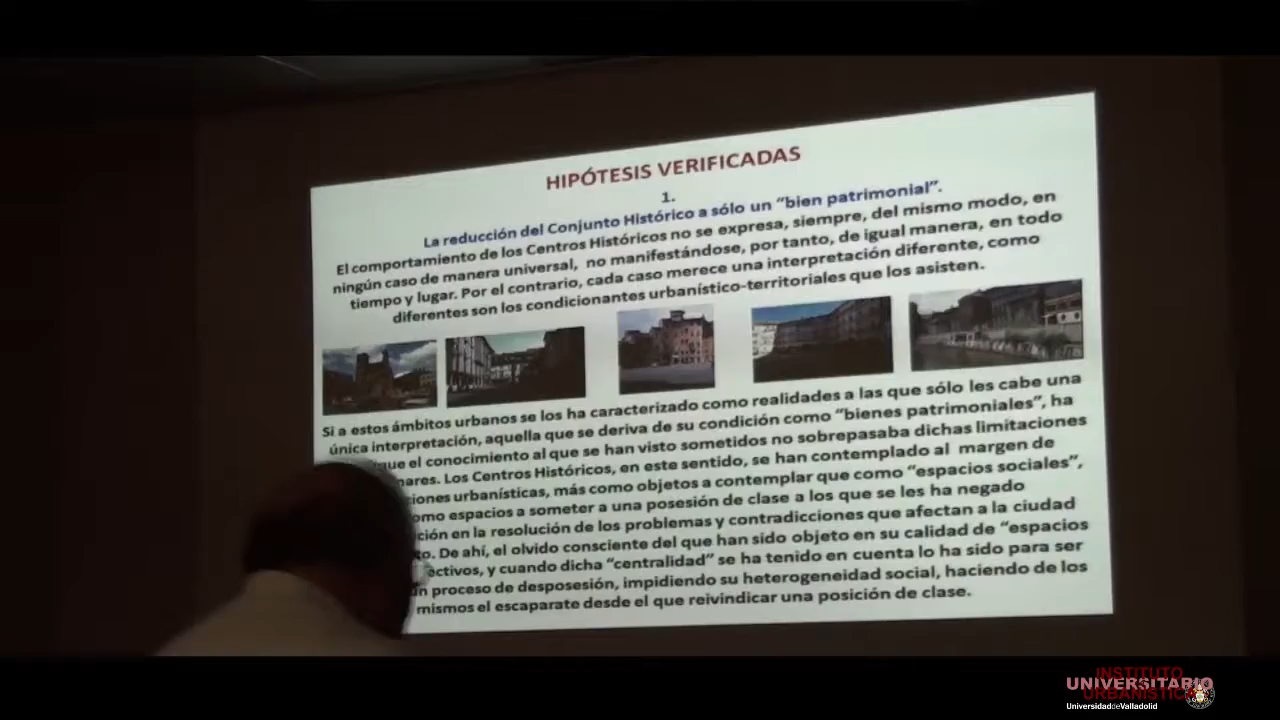 HIPÓTESIS VERIFICADAS
1.
La reducción del Conjunto Histórico a sólo un “bien patrimonial”.
El comportamiento de los Centros Históricos no se expresa, siempre, del mismo modo, en
ningún caso de manera universal, no manifestándose, por tanto, de igual manera, en todo
tiempo y lugar. Por el contrario, cada caso merece una interpretación diferente, como
diferentes son los condicionantes urbanístico-territoriales que los asisten.
Si a estos ámbitos urbanos se los ha caracterizado como realidades a las que sólo les cabe una
única interpretación, aquella que se deriva de su condición como “bienes patrimoniales”, ha
que el conocimiento al que se han visto sometidos no sobrepasaba dichas limitaciones
nares. Los Centros Históricos, en este sentido, se han contemplado al margen de
ciones urbanísticas, más como objetos a contemplar que como “espacios sociales”,
omo espacios a someter a una posesión de clase a los que se les ha negado
ción en la resolución de los problemas y contradicciones que afectan a la ciudad
to. De ahí, el olvido consciente del que han sido objeto en su calidad de “espacios
ectivos, y cuando dicha “centralidad” se ha tenido en cuenta lo ha sido para ser
un proceso de desposesión, impidiendo su heterogeneidad social, haciendo de los
mismos el escaparate desde el que reivindicar una posición de clase.
INSTITUTO
UNIVERSITARIO
URBANÍSTICA
UniversidaddeValladolid